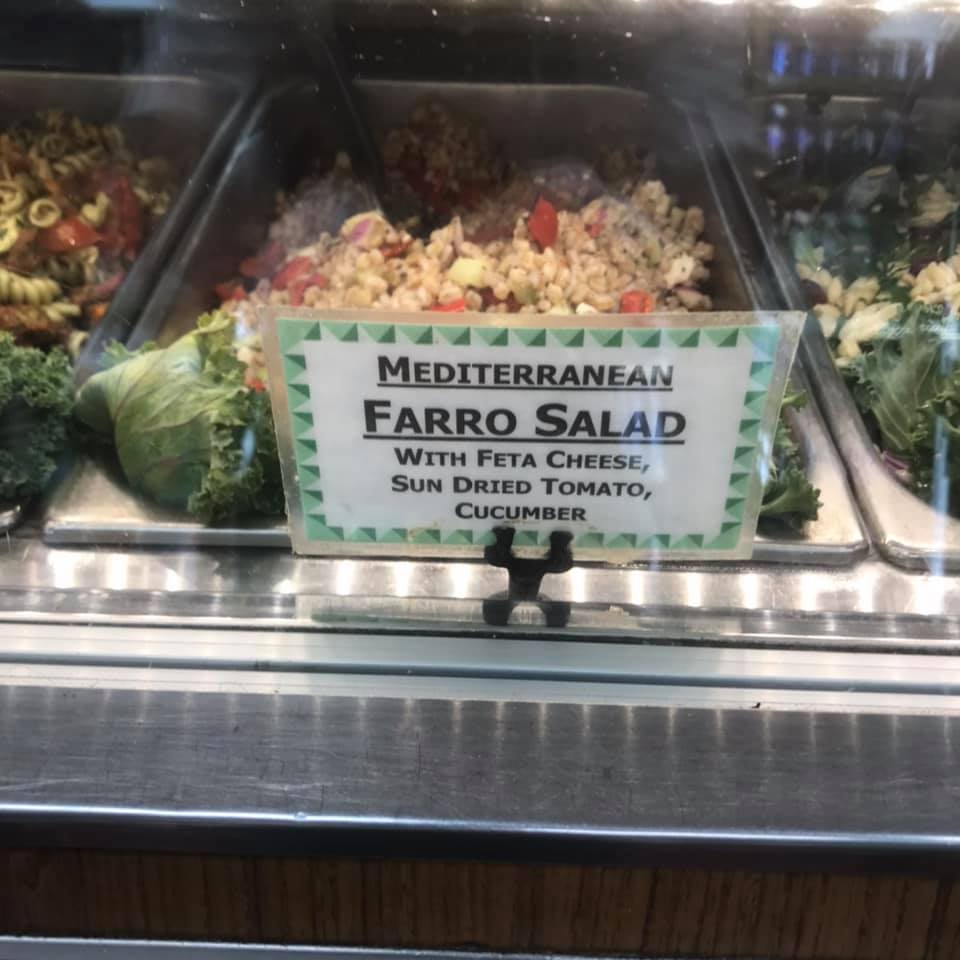 MEDITERRANEAN
FARRO SALAD
WITH FETA CHEESE,
SUN DRIED TOMATO,
CUCUMBER